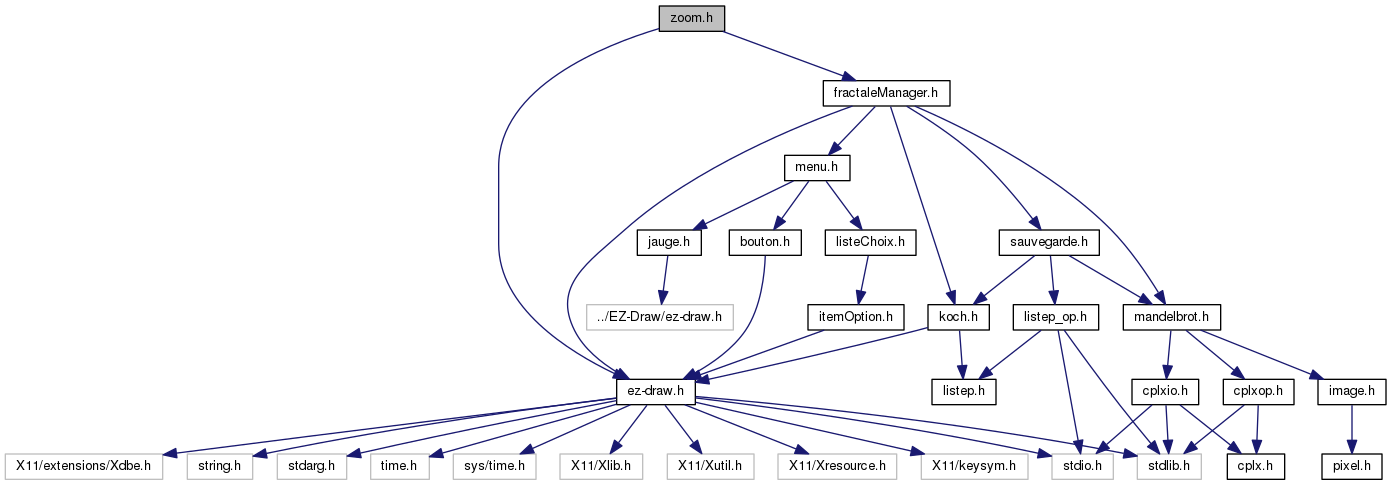 zoom.h
fractaleManager.h
menu.h
jauge.h
bouton.h
listeChoix.h
sauvegarde.h
../EZ-Draw/ez-draw.h
itemOption.h
koch.h
listep_op.h
mandelbrot.h
ez-draw.h
listep.h
cplxio.h
cplxop.h
image.h
X11/extensions/Xdbe.h
string.h
stdarg.h
time.h
sys/time.h
X11/Xlib.h
X11/Xutil.h
X11/Xresource.h
X11/keysym.h
stdio.h
stdlib.h
cplx.h
pixel.h